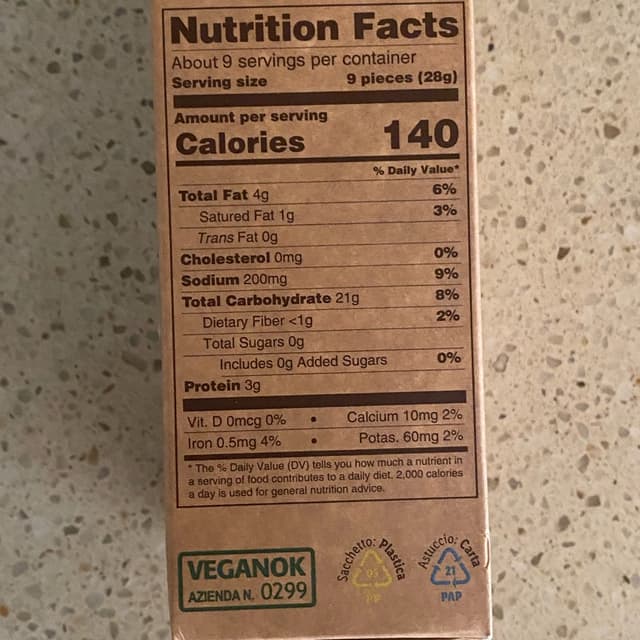 Nutrition Facts
About 9 servings per container
Serving size 9 pieces (28g)
Amount per serving
Calories 140
% Daily Value*
Total Fat 4g 6%
Satured Fat 1g 3%
Trans Fat 0g
Cholesterol 0mg 0%
Sodium 200mg 9%
Total Carbohydrate 21g 8%
Dietary Fiber <1g 2%
Total Sugars 0g
Includes 0g Added Sugars 0%
Protein 3g
Vit. D 0mcg 0% • Calcium 10mg 2%
Iron 0.5mg 4% • Potas. 60mg 2%
* The % Daily Value (DV) tells you how much a nutrient in
a serving of food contributes to a daily diet. 2,000 calories
a day is used for general nutrition advice.
VEGANOK
AZIENDA N. 0299
Sacchetto: Plastica
05
PP
Astuccio: Carta
21
PAP